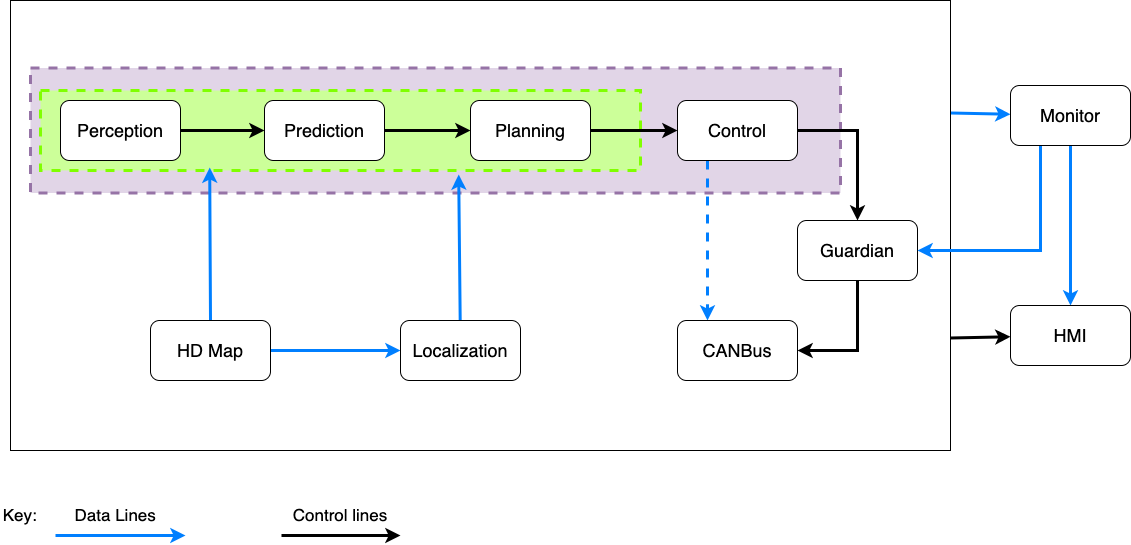 Perception
Prediction
Planning
Control
Monitor
Guardian
HD Map
Localization
CANBus
HMI
Key:
Data Lines
Control lines